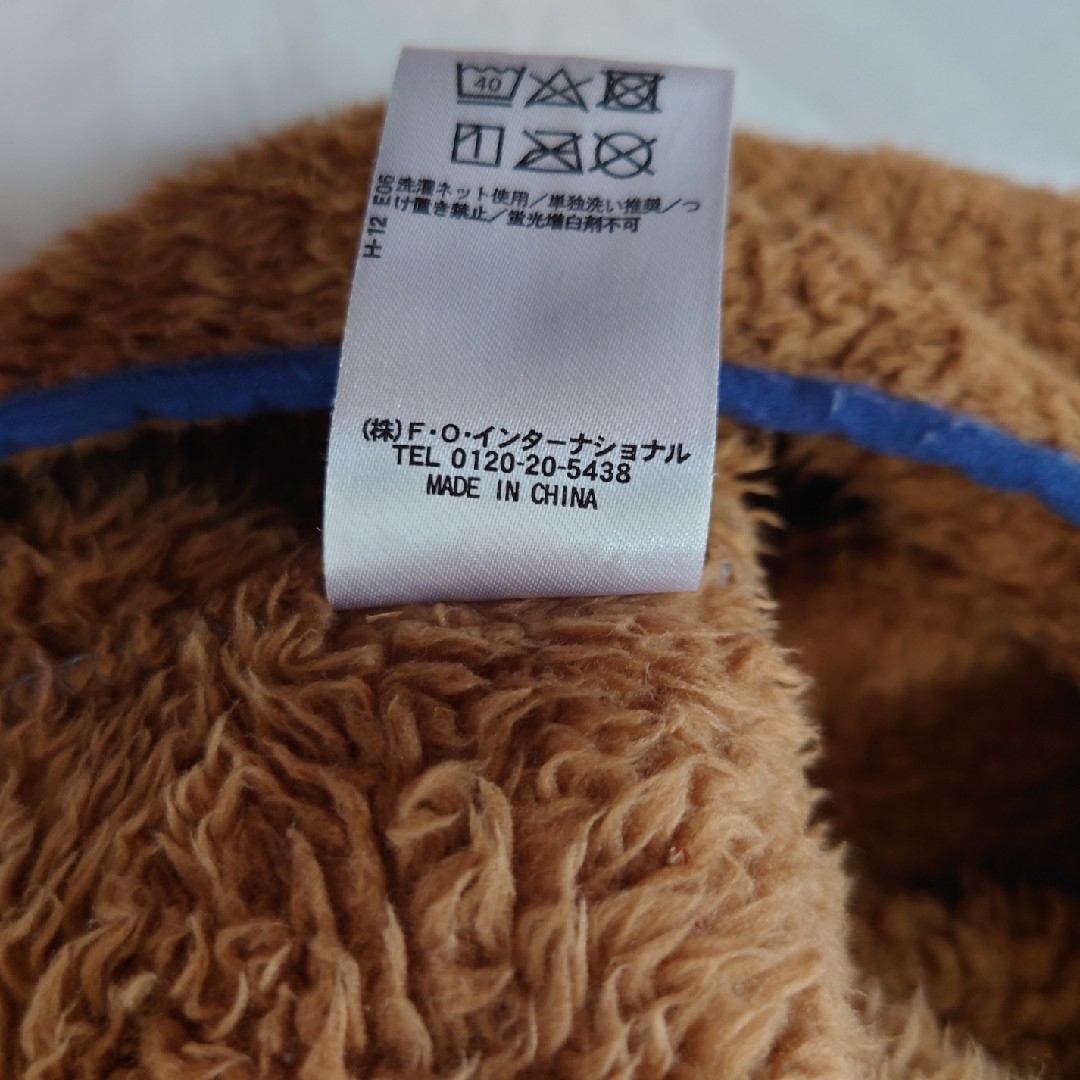 40
洗濯ネット使用/単独洗い推奨/つ
け置き禁止/蛍光増白剤不可
H-12 E06
(株)F・O・インターナショナル
TEL 0120-20-5438
MADE IN CHINA